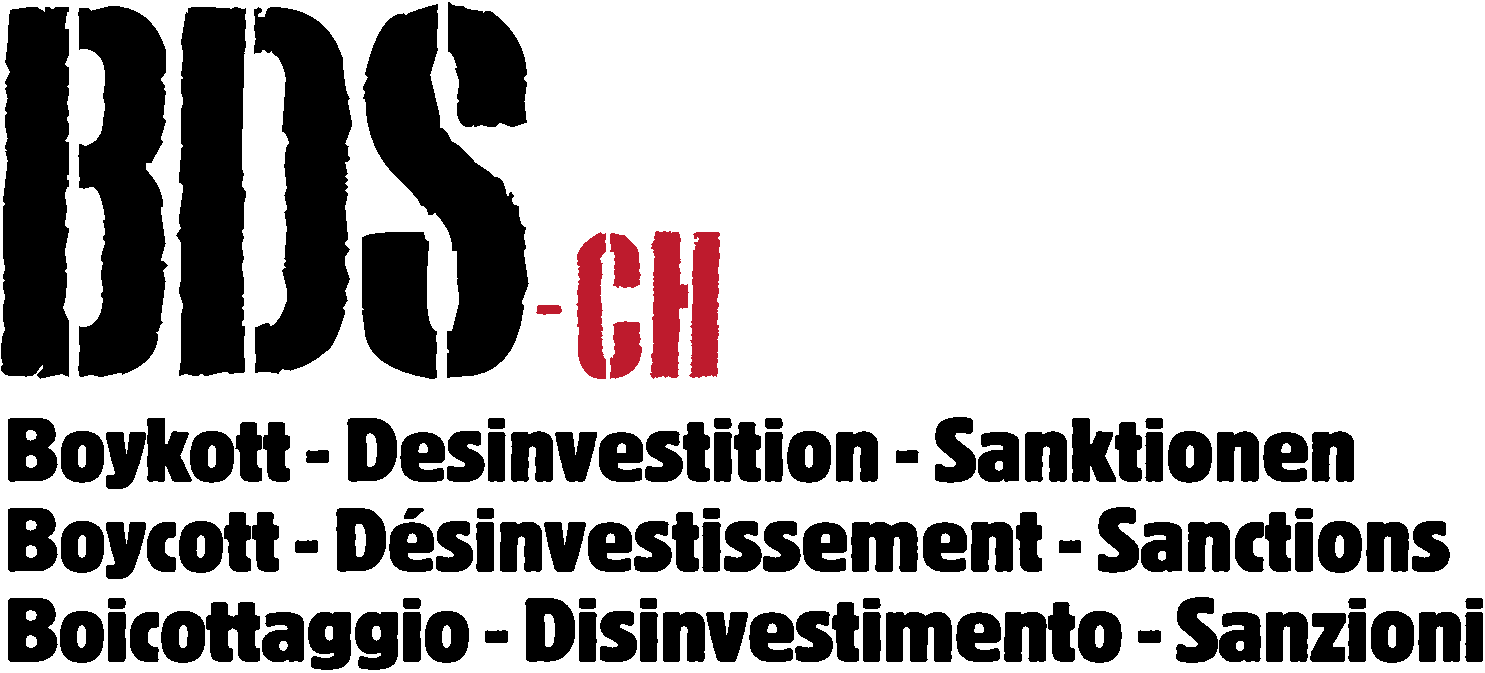 BDS-CH
Boykott - Desinvestition - Sanktionen
Boycott - Désinvestissement - Sanctions
Boicottaggio - Disinvestimento - Sanzioni